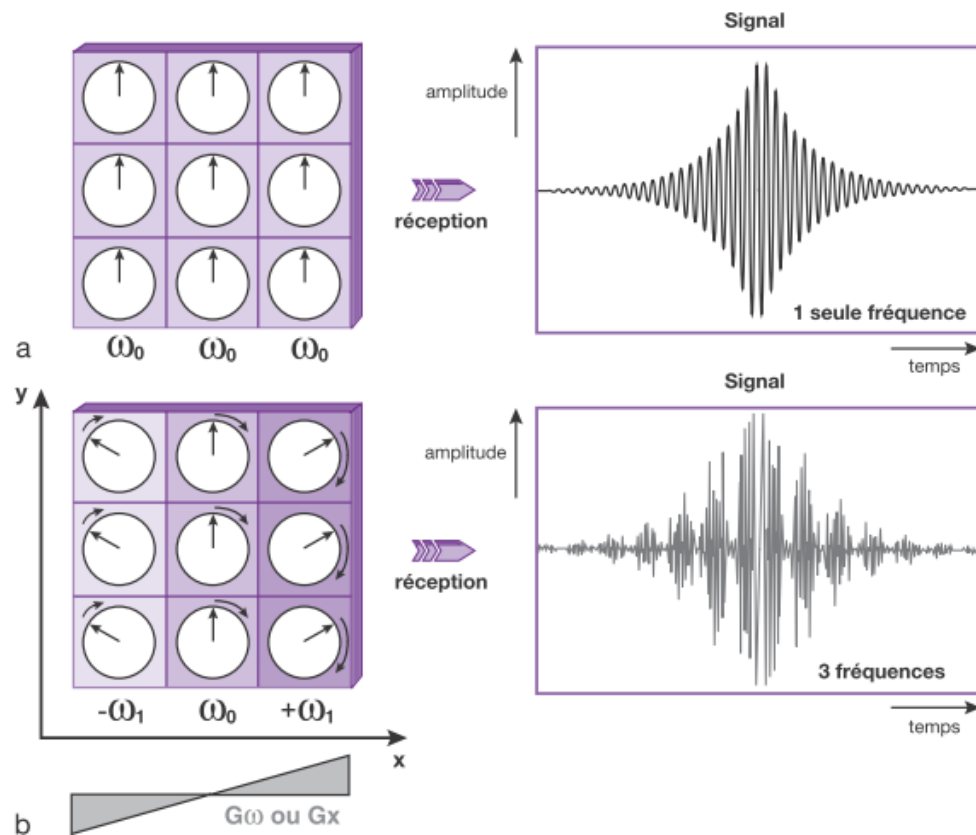 Signal
amplitude
réception
1 seule fréquence
temps
a
ω₀ ω₀ ω₀
y
Signal
amplitude
réception
3 fréquences
temps
-ω₁ ω₀ +ω₁
x
Gω ou Gx
b